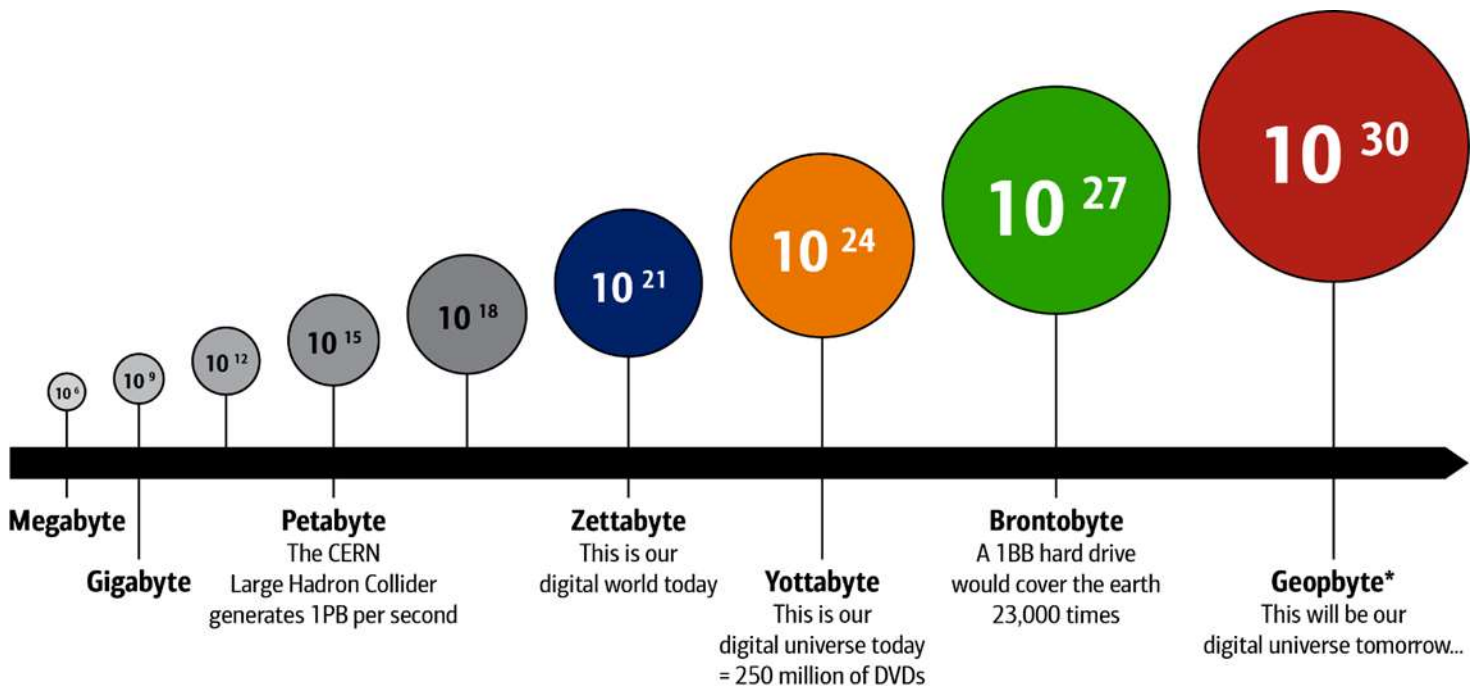 10 6
10 9
10 12
10 15
10 18
10 21
10 24
10 27
10 30
Megabyte
Gigabyte
Petabyte
The CERN
Large Hadron Collider
generates 1PB per second
Zettabyte
This is our
digital world today
Yottabyte
This is our
digital universe today
= 250 million of DVDs
Brontobyte
A 1BB hard drive
would cover the earth
23,000 times
Geopbyte*
This will be our
digital universe tomorrow...